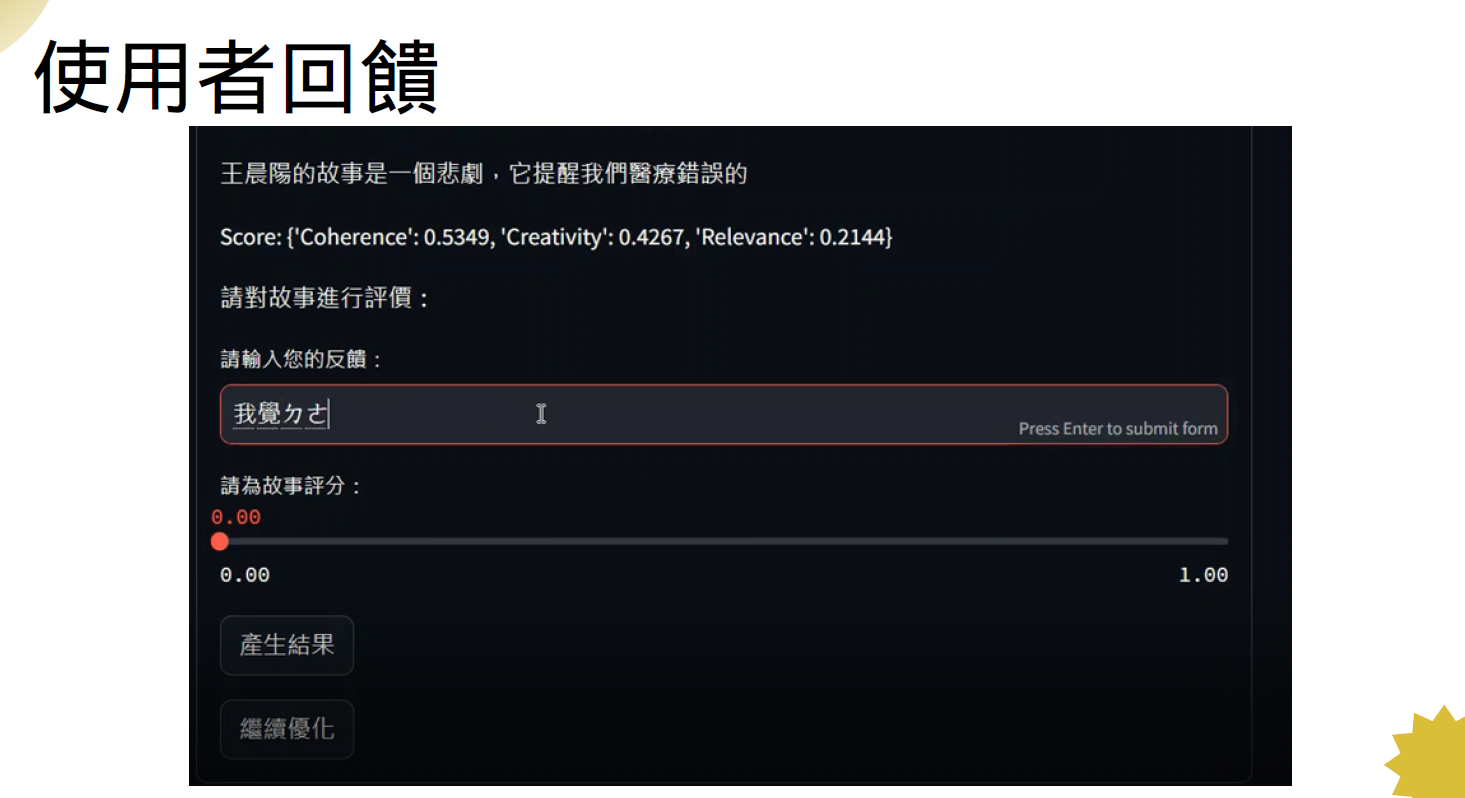 使用者回饋
王晨陽的故事是一個悲劇，它提醒我們醫療錯誤的
Score: {'Coherence': 0.5349, 'Creativity': 0.4267, 'Relevance': 0.2144}
請對故事進行評價：
請輸入您的反饋：
我覺ㄉㄜ
Press Enter to submit form
請為故事評分：
0.00
0.00
1.00
產生結果
繼續優化